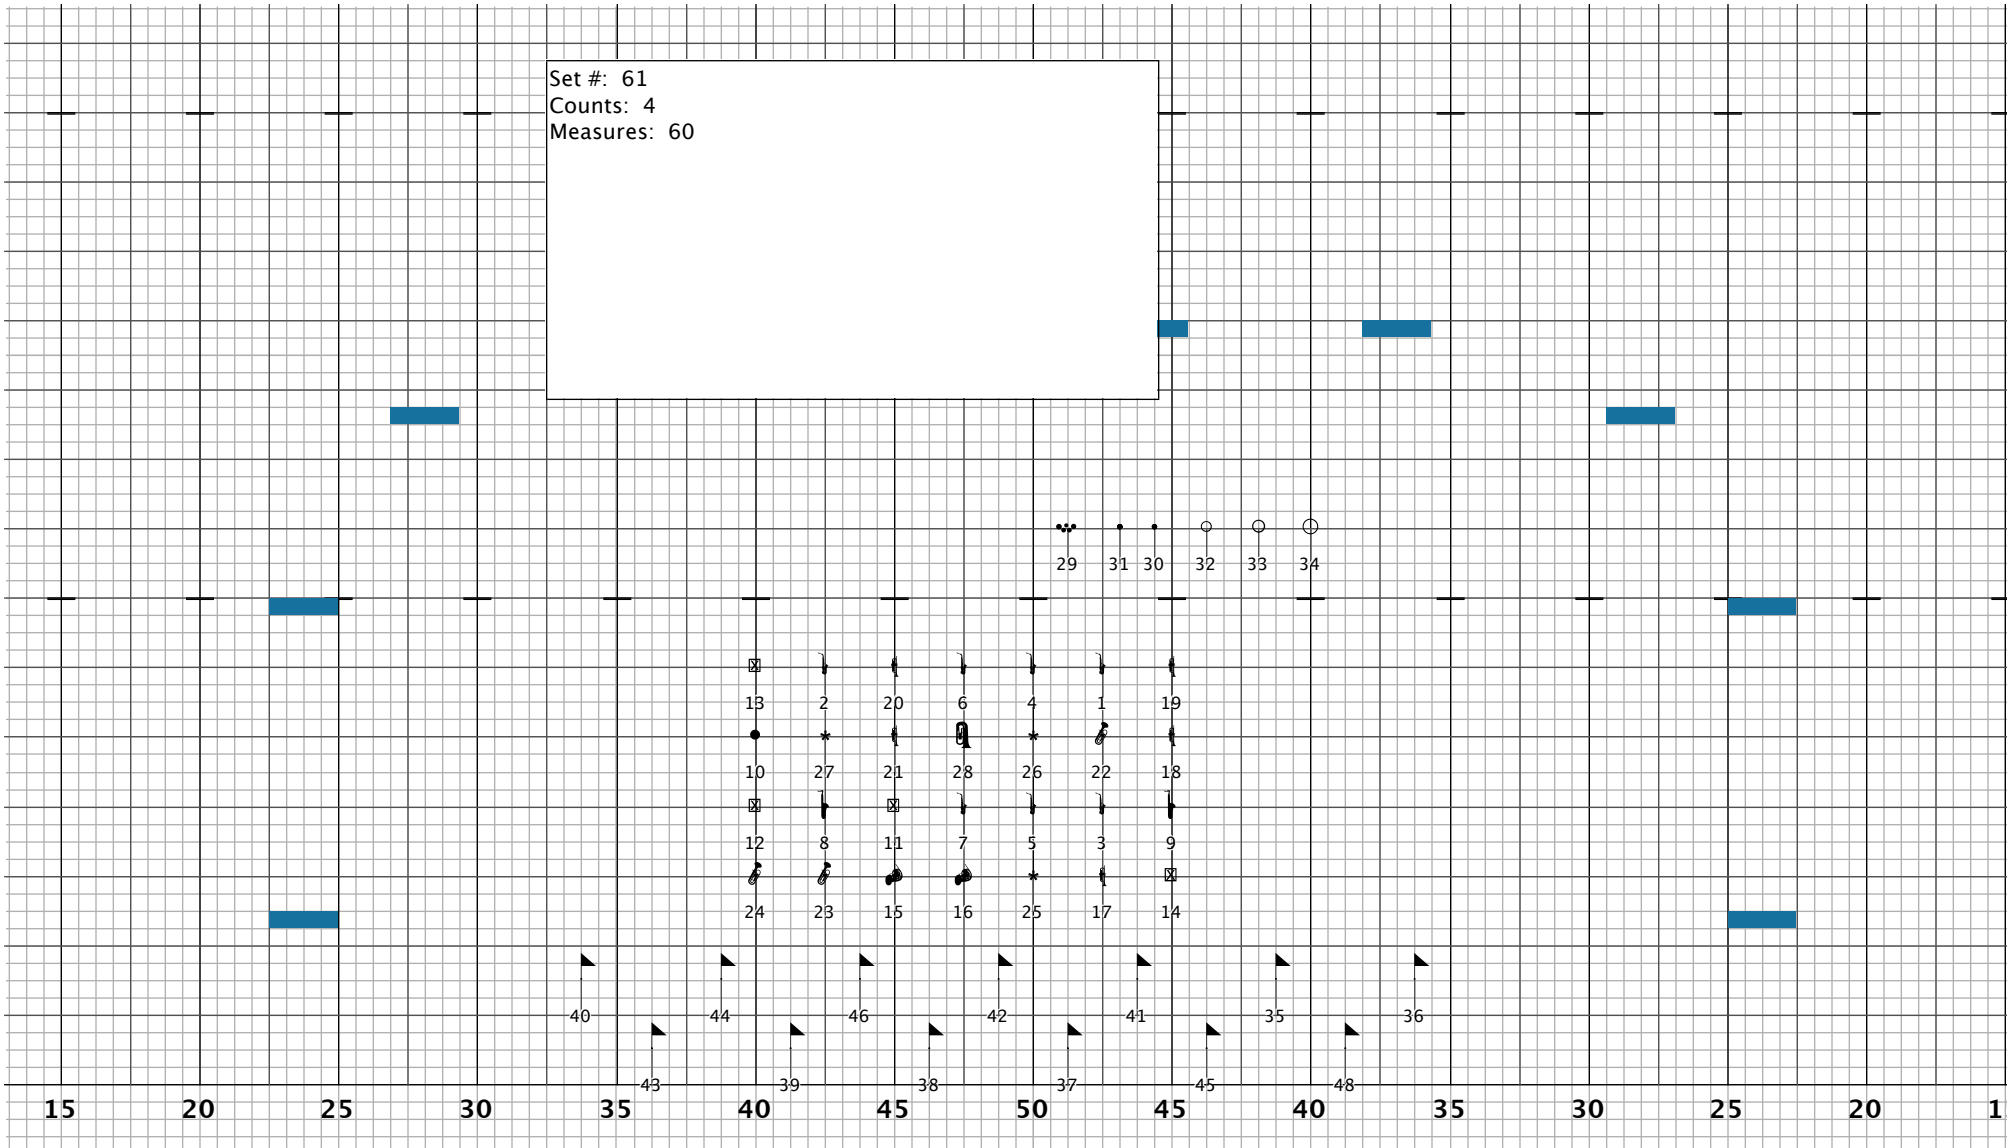 Set #: 61
Counts: 4
Measures: 60
29 31 30 32 33 34
13 2 20 6 4 1 19
10 27 21 28 26 22 18
12 8 11 7 5 3 9
24 23 15 16 25 17 14
40 44 46 42 41 35 36
43 39 38 37 45 48
15 20 25 30 35 40 45 50 45 40 35 30 25 20